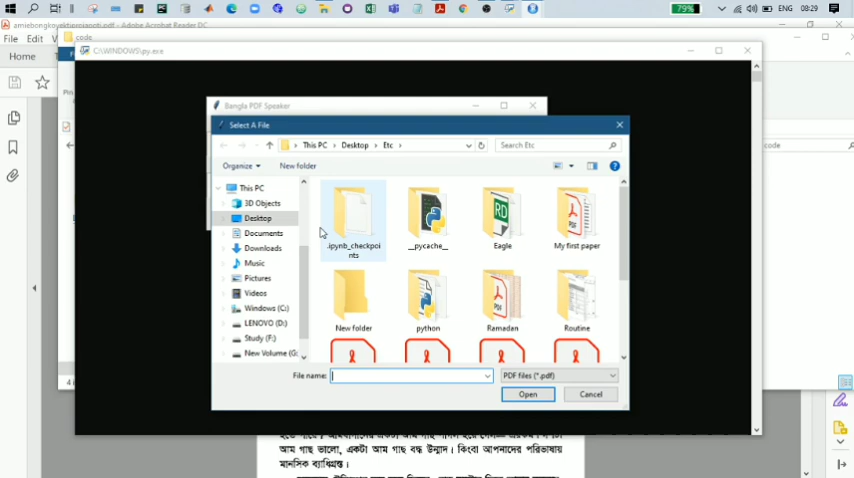 79%
ENG
08:29
amiebongkoyektiprojapoti.pdf - Adobe Acrobat Reader DC
File Edit
code
Home
C:\WINDOWS\py.exe
Bangla PDF Speaker
Select A File
This PC > Desktop > Etc >
Search Etc
code
Organize
New folder
This PC
3D Objects
Desktop
Documents
Downloads
Music
Pictures
Videos
Windows (C:)
LENOVO (D:)
Study (F:)
New Volume (G:
.ipynb_checkpoi
nts
__pycache__
Eagle
My first paper
New folder
python
Ramadan
Routine
File name:
PDF files (*.pdf)
Open
Cancel
আম গাছ ভালো, একটা আম গাছ বদ্ধ উন্মাদ। কিংবা আপনাদের পরিভাষায়
মানসিক ব্যাধিগ্রস্ত।